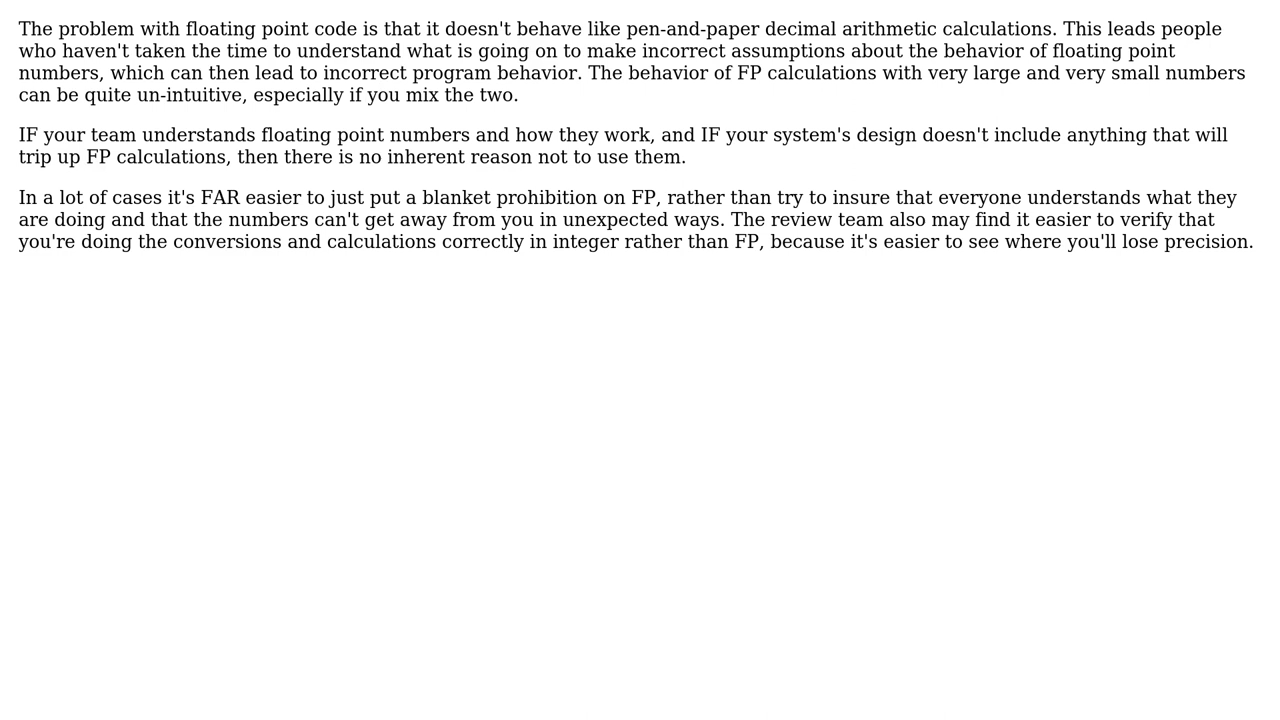 The problem with floating point code is that it doesn't behave like pen-and-paper decimal arithmetic calculations. This leads people
who haven't taken the time to understand what is going on to make incorrect assumptions about the behavior of floating point
numbers, which can then lead to incorrect program behavior. The behavior of FP calculations with very large and very small numbers
can be quite un-intuitive, especially if you mix the two.
IF your team understands floating point numbers and how they work, and IF your system's design doesn't include anything that will
trip up FP calculations, then there is no inherent reason not to use them.
In a lot of cases it's FAR easier to just put a blanket prohibition on FP, rather than try to insure that everyone understands what they
are doing and that the numbers can't get away from you in unexpected ways. The review team also may find it easier to verify that
you're doing the conversions and calculations correctly in integer rather than FP, because it's easier to see where you'll lose precision.